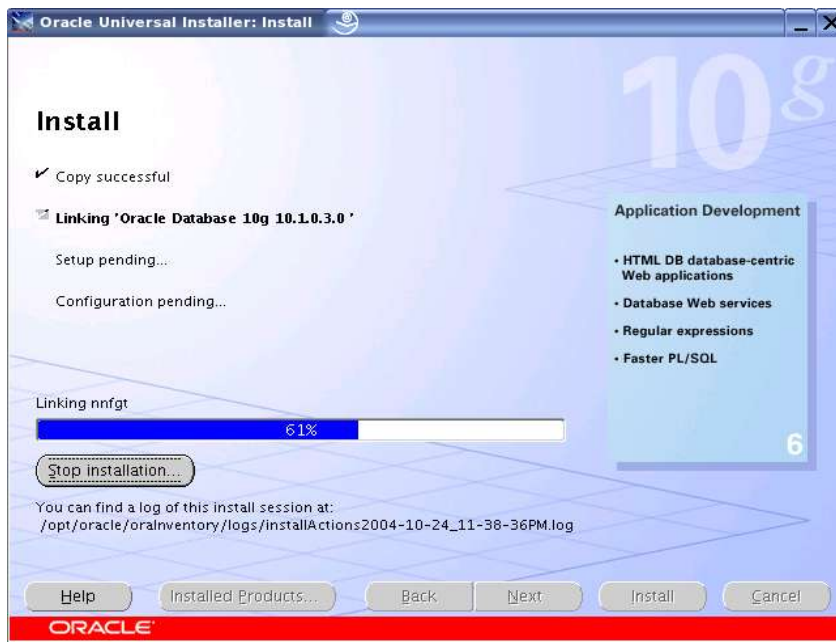 Oracle Universal Installer: Install
10g
Install
Copy successful
Linking 'Oracle Database 10g 10.1.0.3.0 '
Setup pending...
Configuration pending...
Application Development
• HTML DB database-centric
Web applications
• Database Web services
• Regular expressions
• Faster PL/SQL
6
Linking nnfgt
61%
Stop installation...
You can find a log of this install session at:
/opt/oracle/oraInventory/logs/installActions2004-10-24_11-38-36PM.log
Help
Installed Products...
Back
Next
Install
Cancel
ORACLE